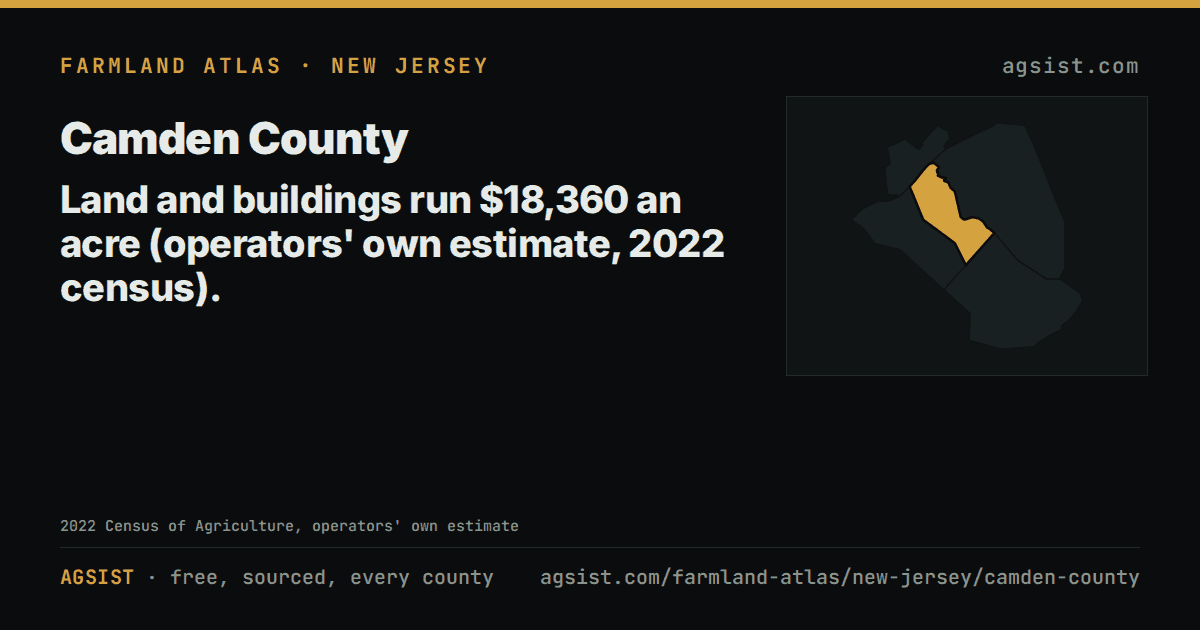 FARMLAND ATLAS · NEW JERSEY
agsist.com
Camden County
Land and buildings run $18,360 an
acre (operators' own estimate, 2022
census).
2022 Census of Agriculture, operators' own estimate
AGSIST · free, sourced, every county
agsist.com/farmland-atlas/new-jersey/camden-county